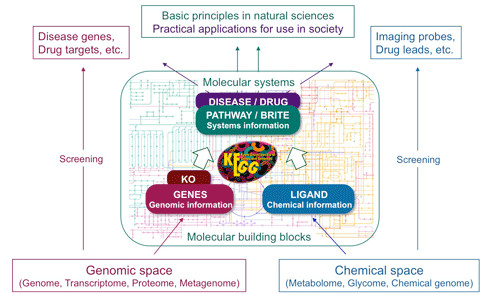 Basic principles in natural sciences
Practical applications for use in society
Disease genes,
Drug targets, etc.
Imaging probes,
Drug leads, etc.
Molecular systems
DISEASE / DRUG
PATHWAY / BRITE
Systems information
Screening
Screening
KEGG
KO
GENES
Genomic information
LIGAND
Chemical information
Molecular building blocks
Genomic space
(Genome, Transcriptome, Proteome, Metagenome)
Chemical space
(Metabolome, Glycome, Chemical genome)